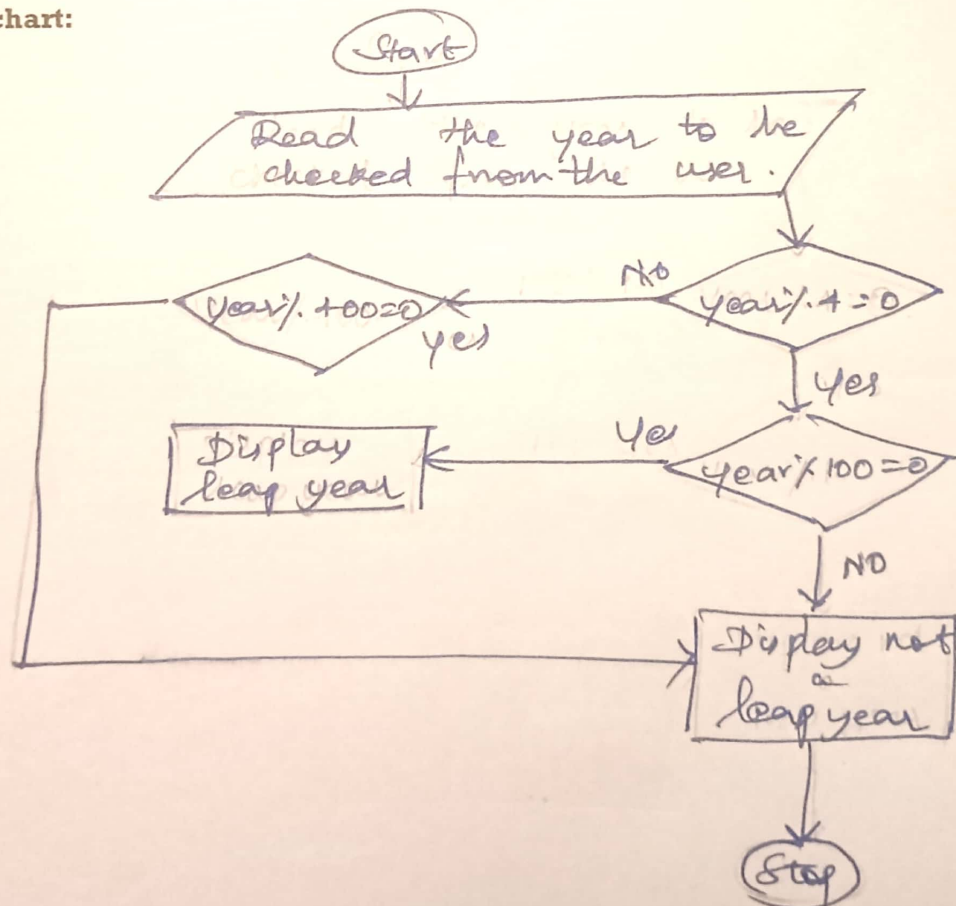 chart:
Start
Read the year to be
checked from the user.
No
year % 4 = 0
year % 400=0
yes
Yes
Yes
year % 100=0
Display
leap year
NO
Display not
a
leap year
Stop